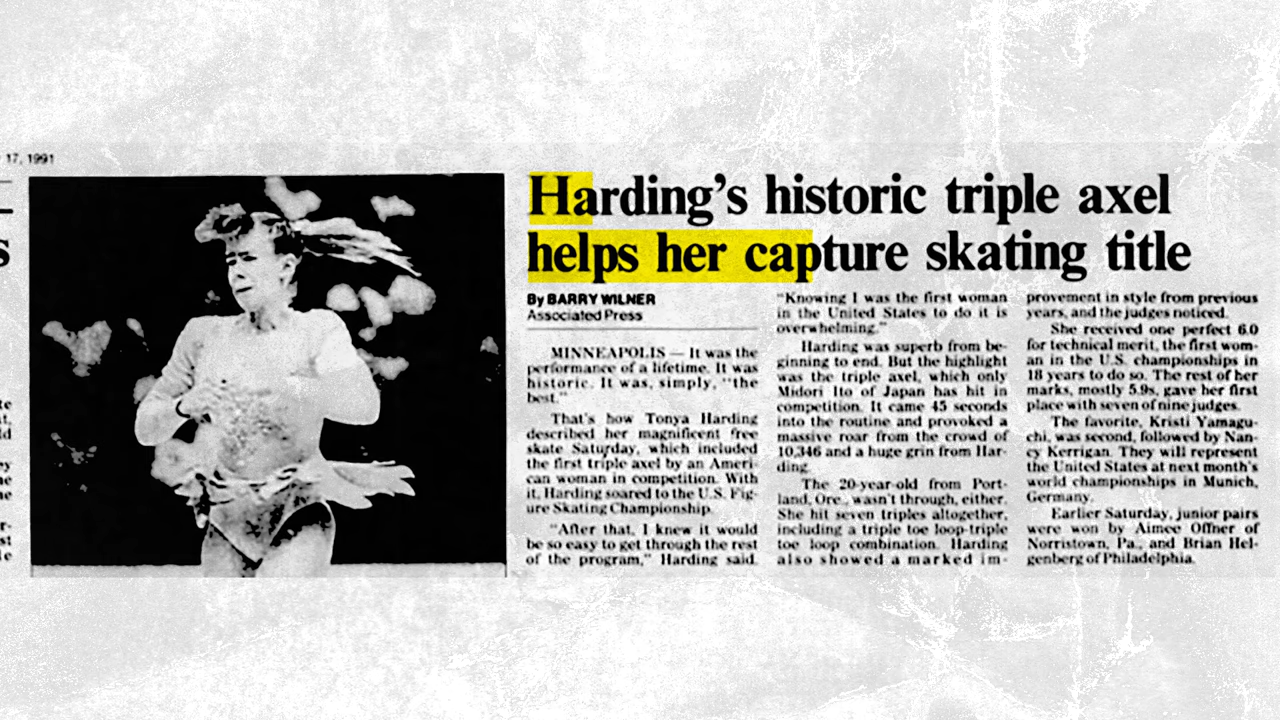 17, 1991
s
Harding's historic triple axel
helps her capture skating title
By BARRY WILNER
Associated Press
MINNEAPOLIS — It was the
performance of a lifetime. It was
historic. It was, simply, "the
best."
That's how Tonya Harding
described her magnificent free
skate Saturday, which included
the first triple axel by an Ameri-
can woman in competition. With
it, Harding soared to the U.S. Fig-
ure Skating Championship.
"After that, I knew it would
be so easy to get through the rest
of the program," Harding said.
"Knowing I was the first woman
in the United States to do it is
overwhelming."
Harding was superb from be-
ginning to end. But the highlight
was the triple axel, which only
Midori Ito of Japan has hit in
competition. It came 45 seconds
into the routine and provoked a
massive roar from the crowd of
10,346 and a huge grin from Har-
ding.
The 20-year-old from Port-
land, Ore., wasn't through, either.
She hit seven triples altogether,
including a triple toe loop-triple
toe loop combination. Harding
also showed a marked im-
provement in style from previous
years, and the judges noticed.
She received one perfect 6.0
for technical merit, the first wom-
an in the U.S. championships in
18 years to do so. The rest of her
marks, mostly 5.9s, gave her first
place with seven of nine judges.
The favorite, Kristi Yamagu-
chi, was second, followed by Nan-
cy Kerrigan. They will represent
the United States at next month's
world championships in Munich,
Germany.
Earlier Saturday, junior pairs
were won by Aimee Offner of
Norristown, Pa., and Brian Hel-
genberg of Philadelphia.